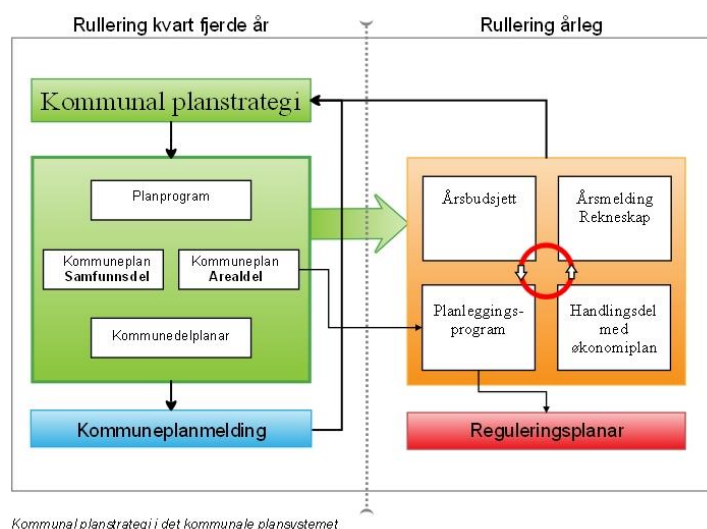 Rullering kvart fjerde år
Rullering årleg
Kommunal planstrategi
Planprogram
Kommuneplan
Samfunnsdel
Kommuneplan
Arealdel
Kommunedelplanar
Kommuneplanmelding
Årsbudsjett
Årsmelding
Rekneskap
Planleggings-
program
Handlingsdel
med
økonomiplan
Reguleringsplanar
Kommunal planstrategi i det kommunale plansystemet